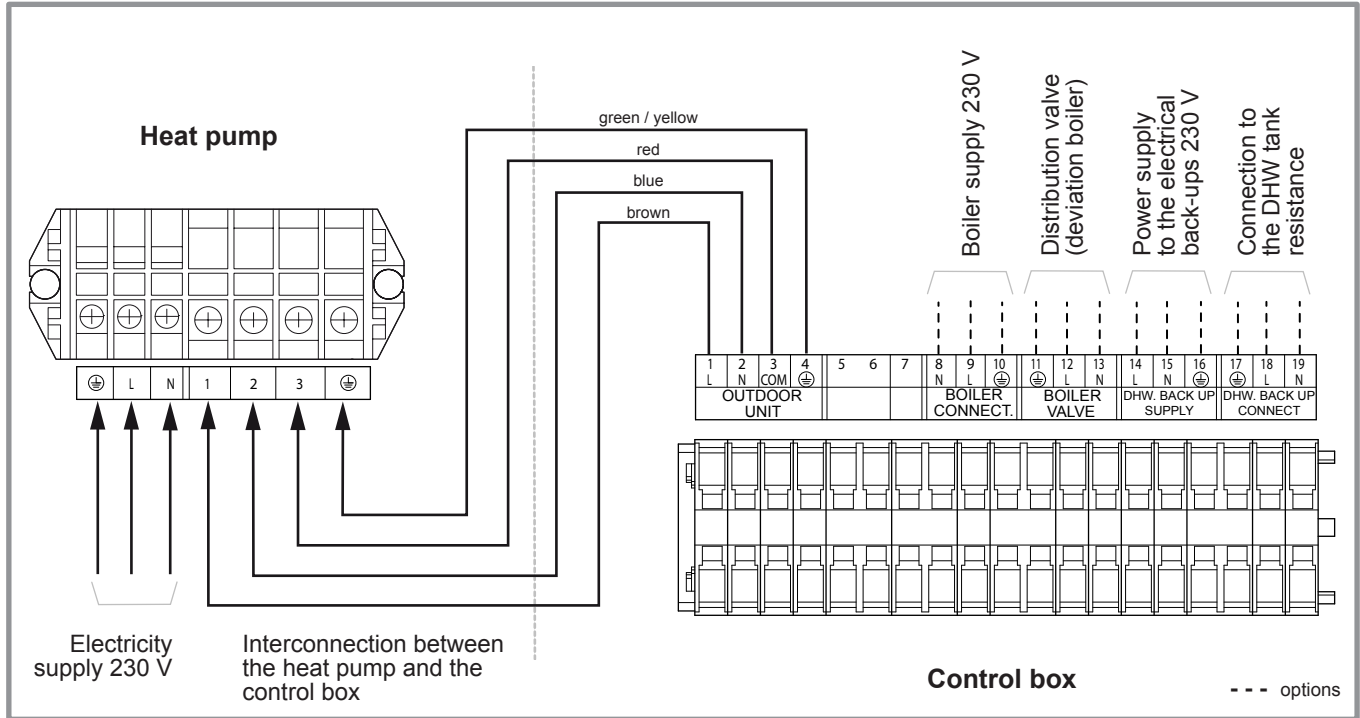 Heat pump
green / yellow
red
blue
brown
Boiler supply 230 V
Distribution valve
(deviation boiler)
Power supply
to the electrical
back-ups 230 V
Connection to
the DHW tank
resistance
L N 1 2 3
1 2 3 4 5 6 7 8 9 10 11 12 13 14 15 16 17 18 19
L N COM N L L N L N L N
OUTDOOR
UNIT
BOILER
CONNECT.
BOILER
VALVE
DHW. BACK UP
SUPPLY
DHW. BACK UP
CONNECT
Electricity
supply 230 V
Interconnection between
the heat pump and the
control box
Control box
options